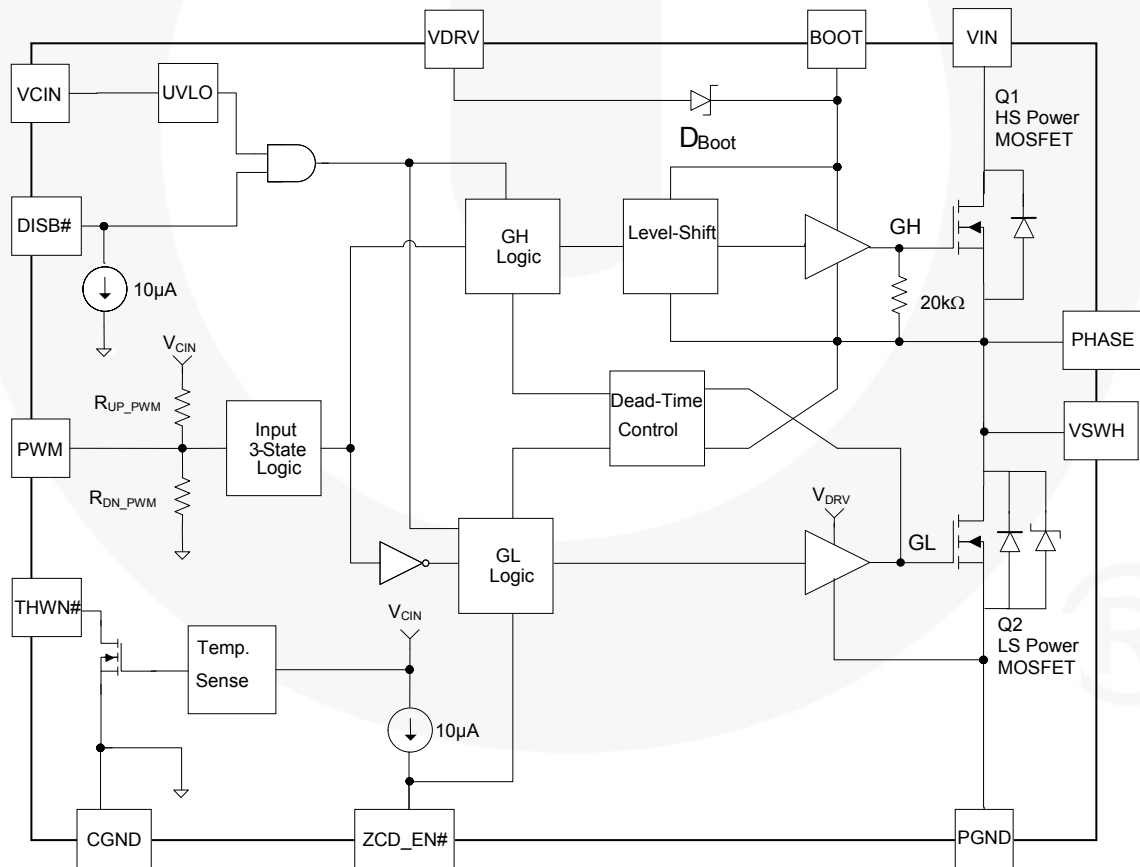 VDRV
BOOT
VIN
VCIN
UVLO
Q1
HS Power
MOSFET
DBoot
DISB#
GH
Logic
Level-Shift
GH
10µA
20kΩ
VCIN
PHASE
RUP_PWM
Dead-Time
Control
VSWH
PWM
Input
3-State
Logic
RDN_PWM
VDRV
GL
Logic
GL
THWN#
VCIN
Q2
LS Power
MOSFET
Temp.
Sense
10µA
CGND
ZCD_EN#
PGND
®